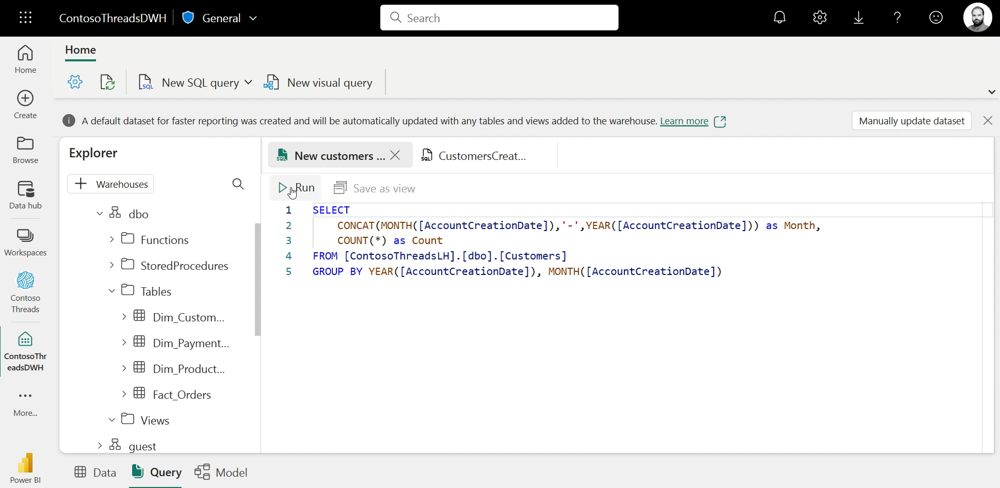 ContosoThreadsDWH
General
Search
Home
New SQL query
New visual query
A default dataset for faster reporting was created and will be automatically updated with any tables and views added to the warehouse. Learn more
Manually update dataset
Home
Create
Browse
Data hub
Workspaces
Contoso
Threads
ContosoThr
eadsDWH
More...
Power BI
Explorer
Warehouses
dbo
Functions
StoredProcedures
Tables
Dim_Custom...
Dim_Payment...
Dim_Product...
Fact_Orders
Views
guest
New customers ...
CustomersCreat...
Run
Save as view
1 SELECT
2 CONCAT(MONTH([AccountCreationDate]),'-',YEAR([AccountCreationDate])) as Month,
3 COUNT(*) as Count
4 FROM [ContosoThreadsLH].[dbo].[Customers]
5 GROUP BY YEAR([AccountCreationDate]), MONTH([AccountCreationDate])
Data
Query
Model